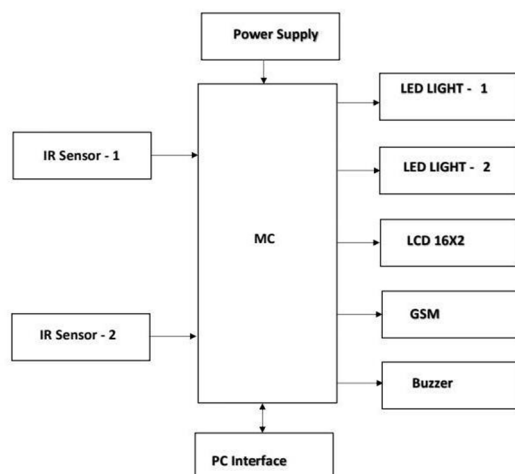 Power Supply
LED LIGHT - 1
IR Sensor - 1
LED LIGHT - 2
MC
LCD 16X2
GSM
IR Sensor - 2
Buzzer
PC Interface